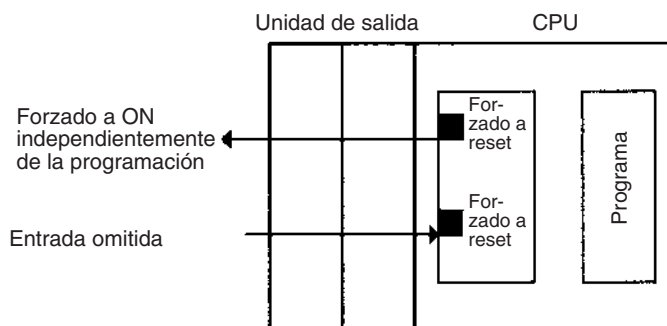 Unidad de salida
CPU
Forzado a ON
independientemente
de la programación
For-
zado a
reset
Programa
Entrada omitida
For-
zado a
reset